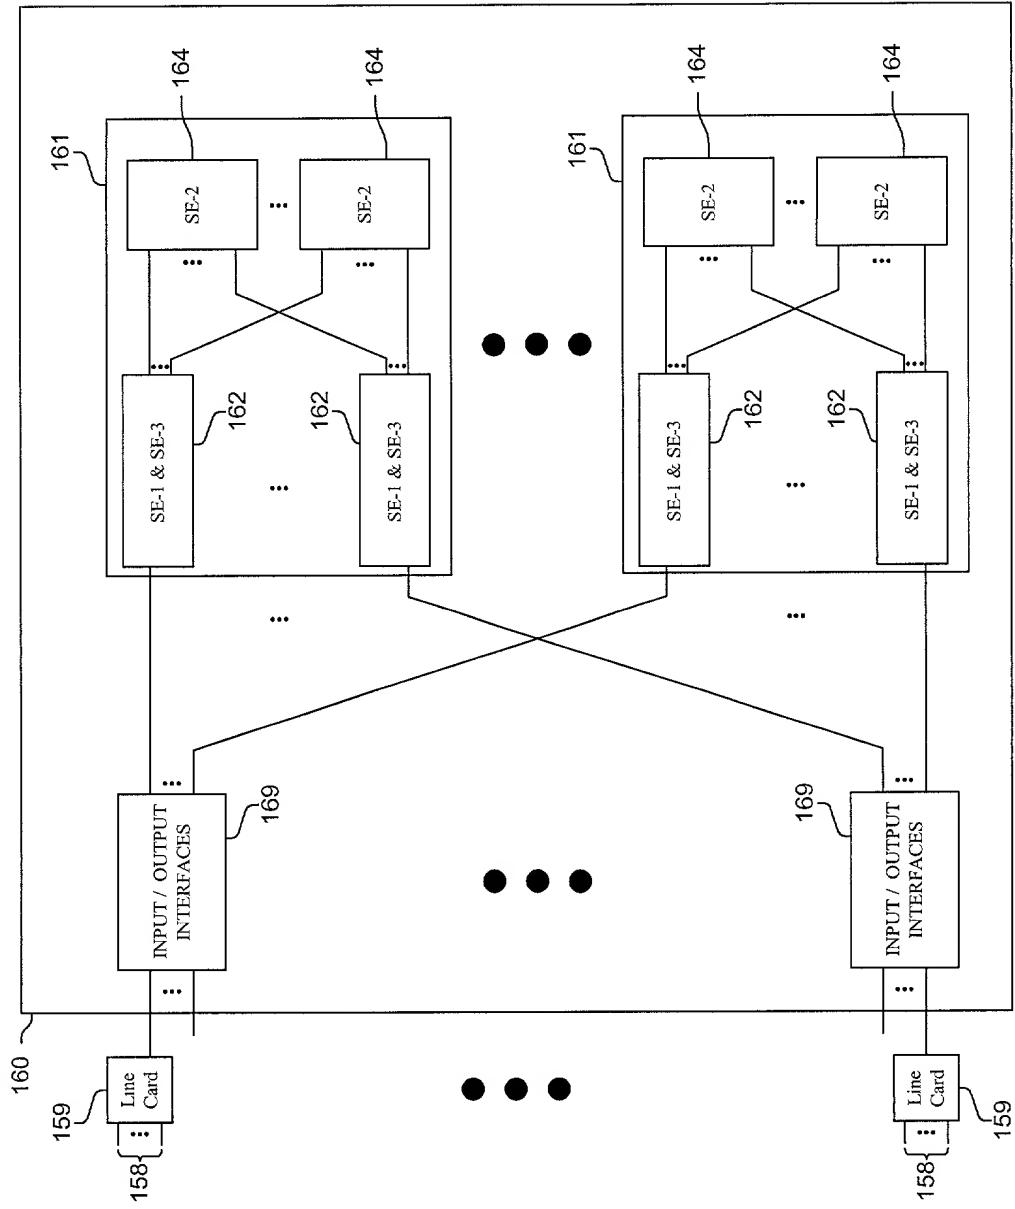 160
159
161
158
Line
Card
INPUT / OUTPUT
INTERFACES
SE-1 & SE-3
SE-2
164
162
169
162
SE-1 & SE-3
SE-2
164
161
SE-1 & SE-3
SE-2
164
162
169
162
158
Line
Card
INPUT / OUTPUT
INTERFACES
SE-1 & SE-3
SE-2
164
159